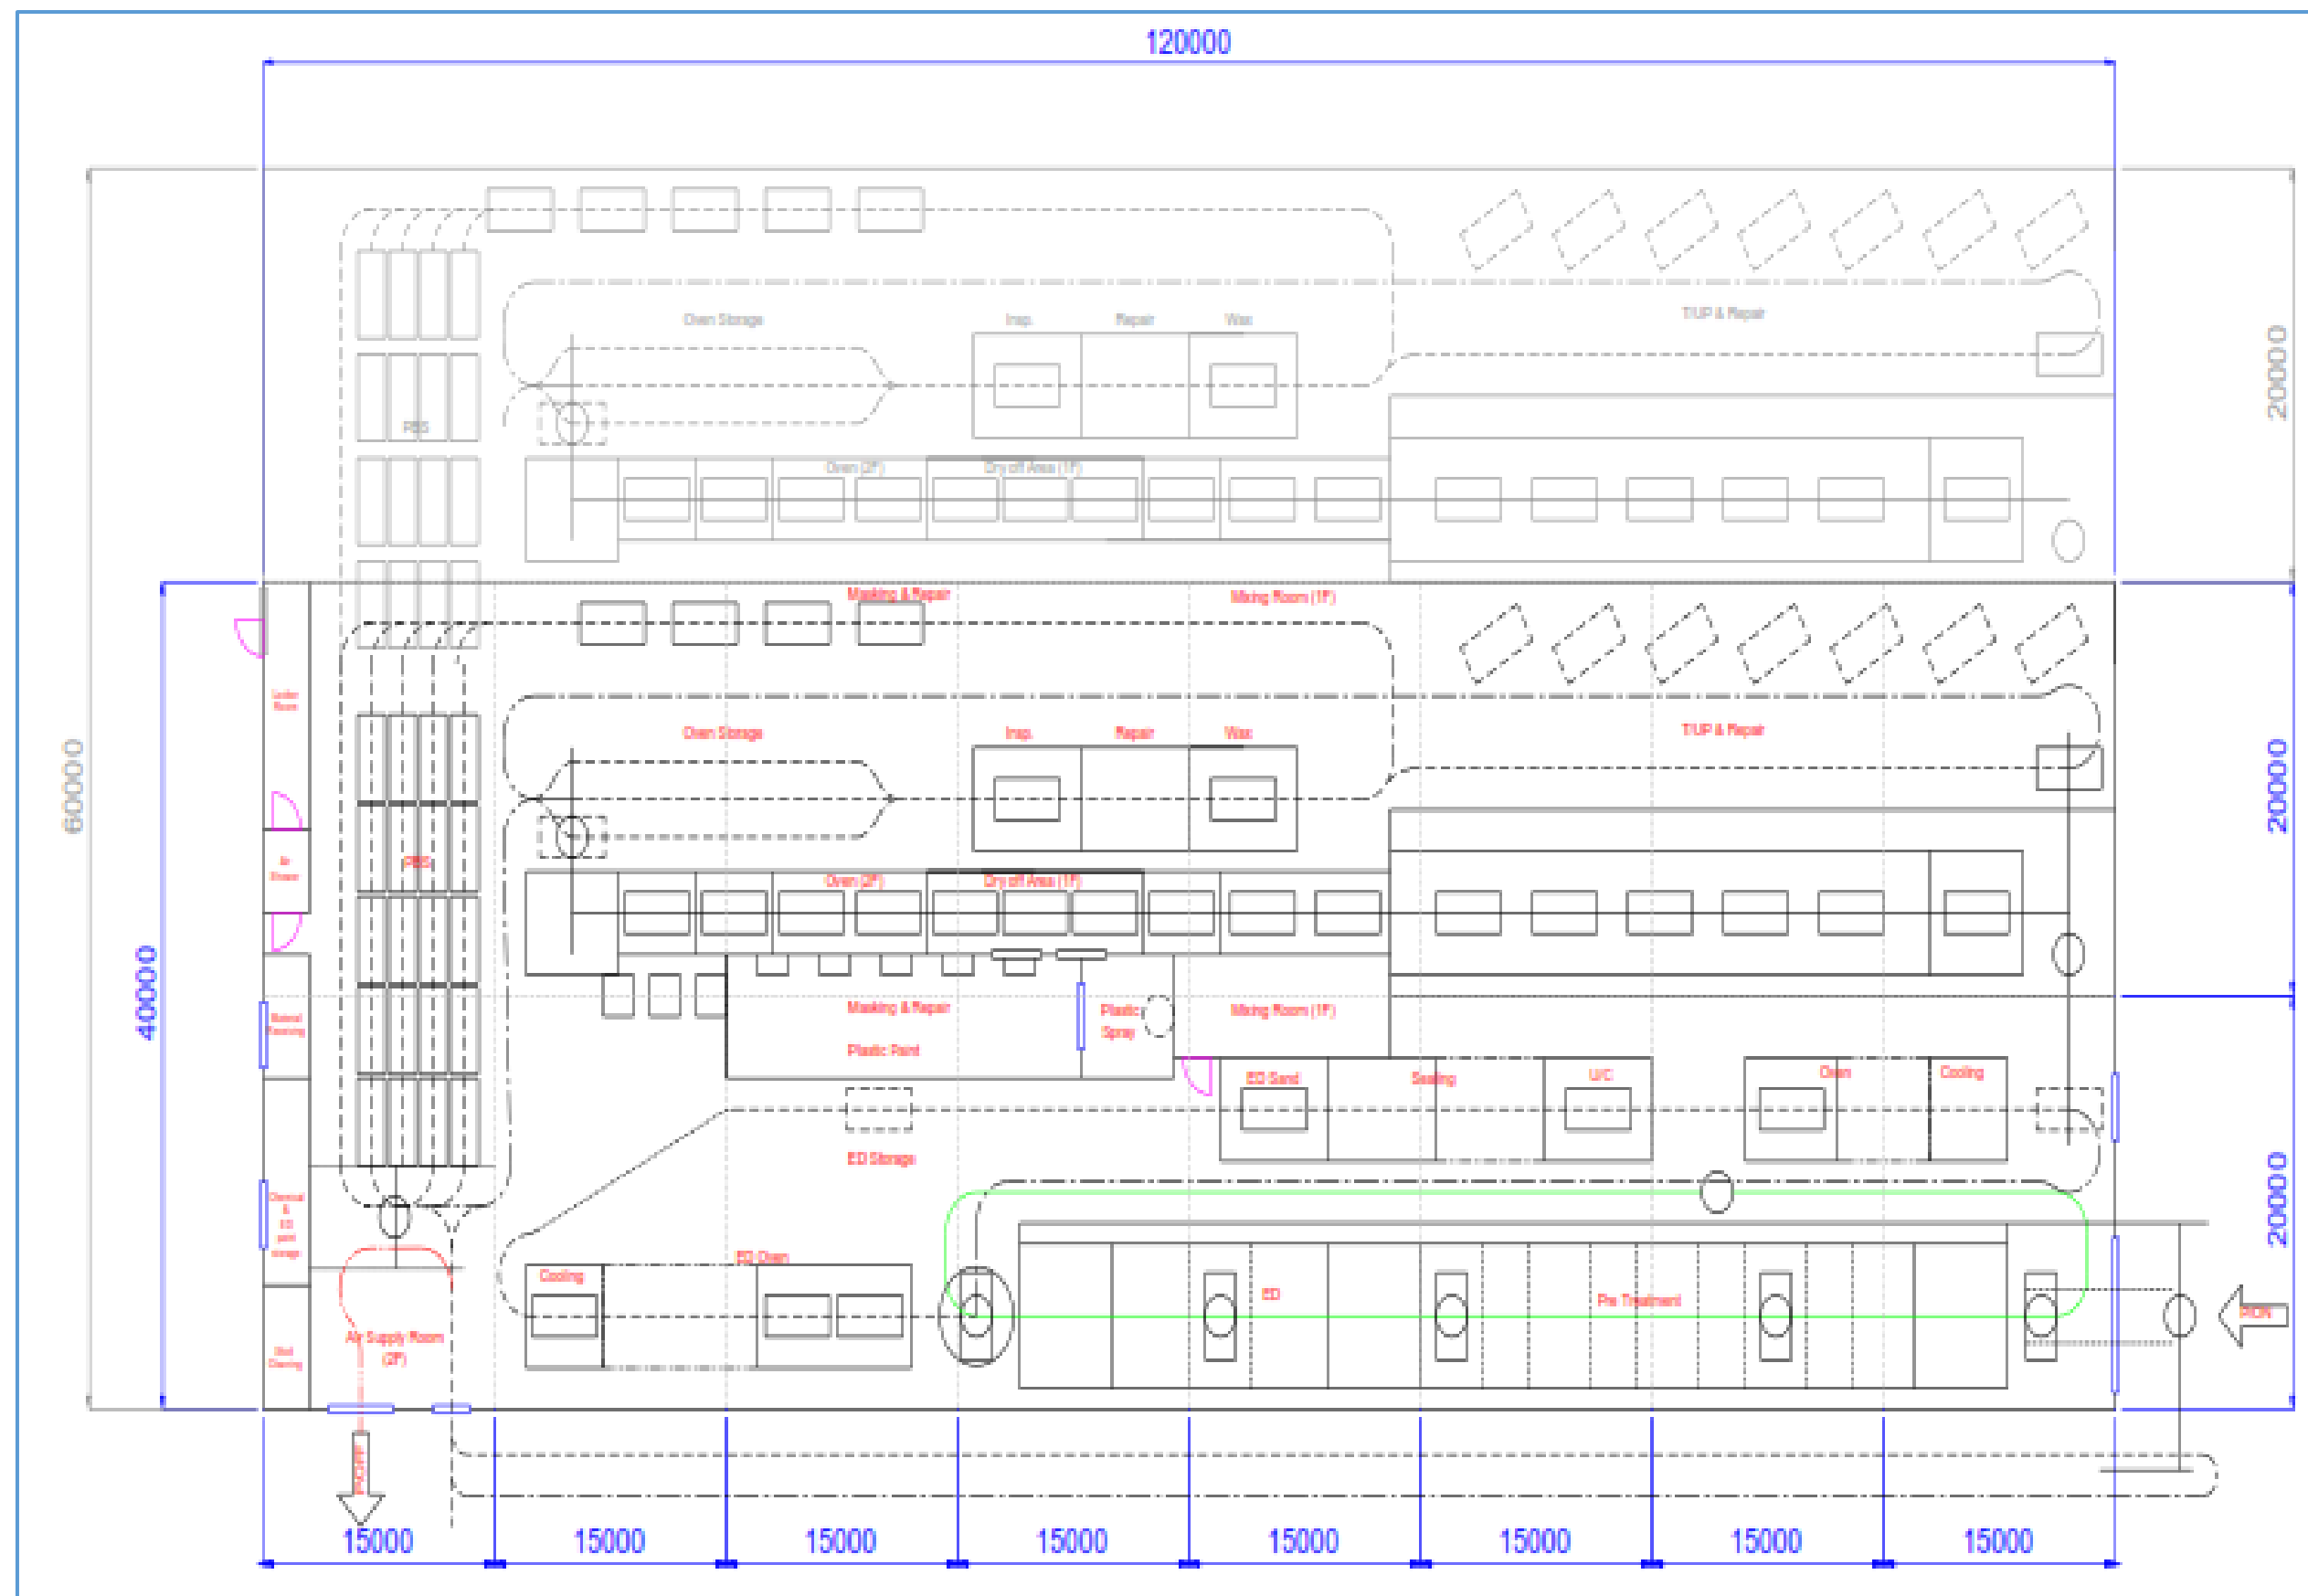 120000
Oven Storage
Insp.
Repair
Wax
T/UP & Repair
20000
PBS
Oven (2F)
Dry off Area (1F)
Masking & Repair
Mixing Room (1F)
60000
Oven Storage
Insp.
Repair
Wax
T/UP & Repair
20000
PBS
Oven (2F)
Dry off Area (1F)
40000
Masking & Repair
Plastic Spray
Mixing Room (1F)
Plastic Paint
ED Sand
Sealing
U/C
Oven
Cooling
ED Storage
20000
ED Oven
Cooling
ED
Pre Treatment
Air Supply Room
(2F)
15000
15000
15000
15000
15000
15000
15000
15000